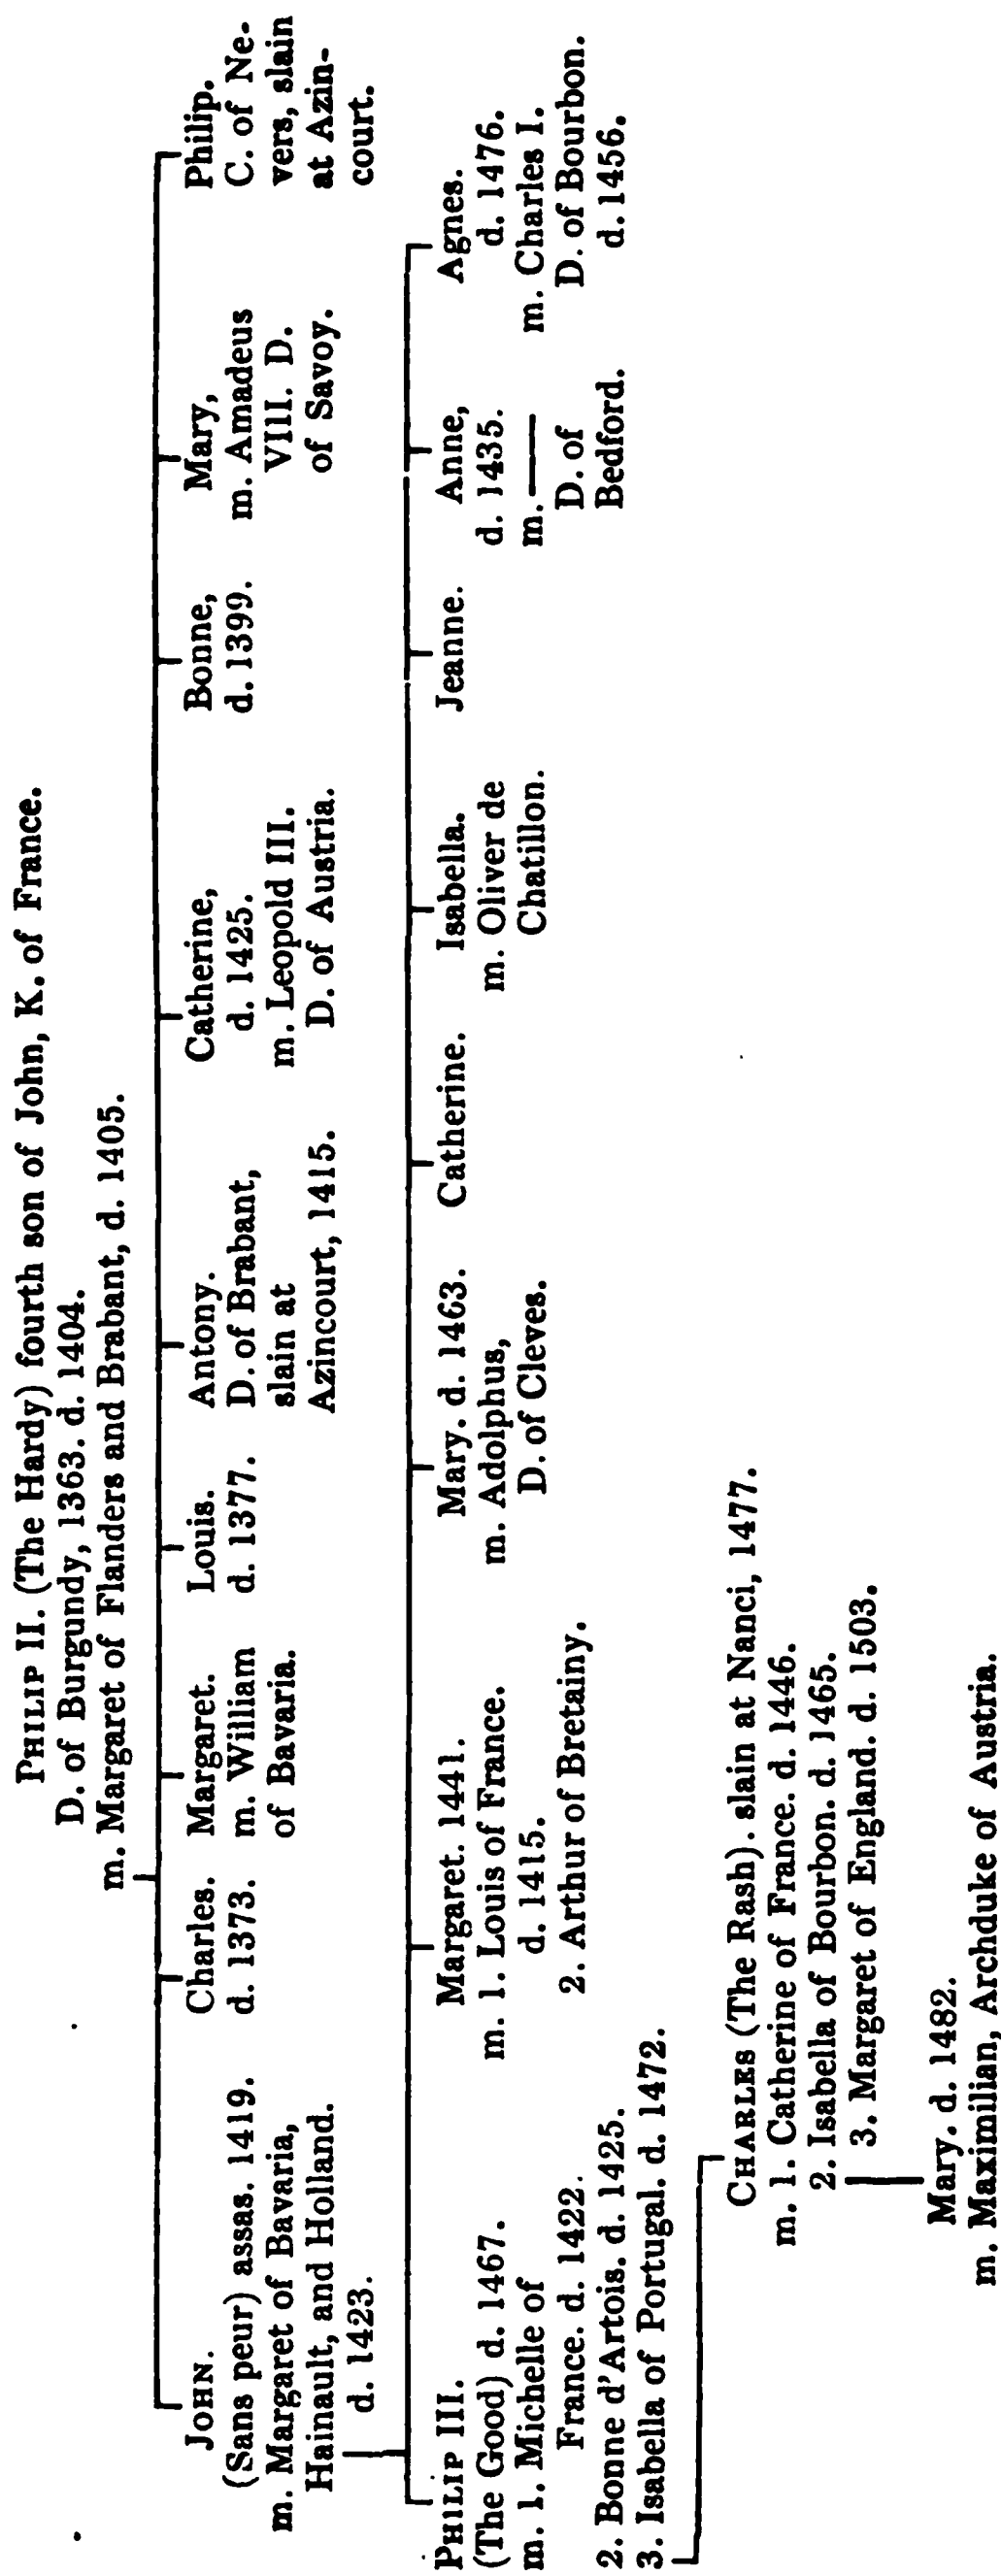 PHILIP II. (The Hardy) fourth son of John, K. of France.
D. of Burgundy, 1363. d. 1404.
m. Margaret of Flanders and Brabant, d. 1405.
JOHN.
(Sans peur) assas. 1419.
m. Margaret of Bavaria,
Hainault, and Holland.
d. 1423.
Charles.
d. 1373.
Margaret.
m. William
of Bavaria.
Louis.
d. 1377.
Antony.
D. of Brabant,
slain at
Azincourt, 1415.
Catherine,
d. 1425.
m. Leopold III.
D. of Austria.
Bonne,
d. 1399.
Mary,
m. Amadeus
VIII. D.
of Savoy.
Philip.
C. of Ne-
vers, slain
at Azin-
court.
PHILIP III.
(The Good) d. 1467.
m. 1. Michelle of
France. d. 1422.
2. Bonne d'Artois. d. 1425.
3. Isabella of Portugal. d. 1472.
Margaret. 1441.
m. 1. Louis of France.
d. 1415.
2. Arthur of Bretainy.
Mary. d. 1463.
m. Adolphus,
D. of Cleves.
Catherine.
Isabella.
m. Oliver de
Chatillon.
Jeanne.
Anne,
d. 1435.
m. ——
D. of
Bedford.
Agnes.
d. 1476.
m. Charles I.
D. of Bourbon.
d. 1456.
CHARLES (The Rash). slain at Nanci, 1477.
m. 1. Catherine of France. d. 1446.
2. Isabella of Bourbon. d. 1465.
3. Margaret of England. d. 1503.
Mary. d. 1482.
m. Maximilian, Archduke of Austria.